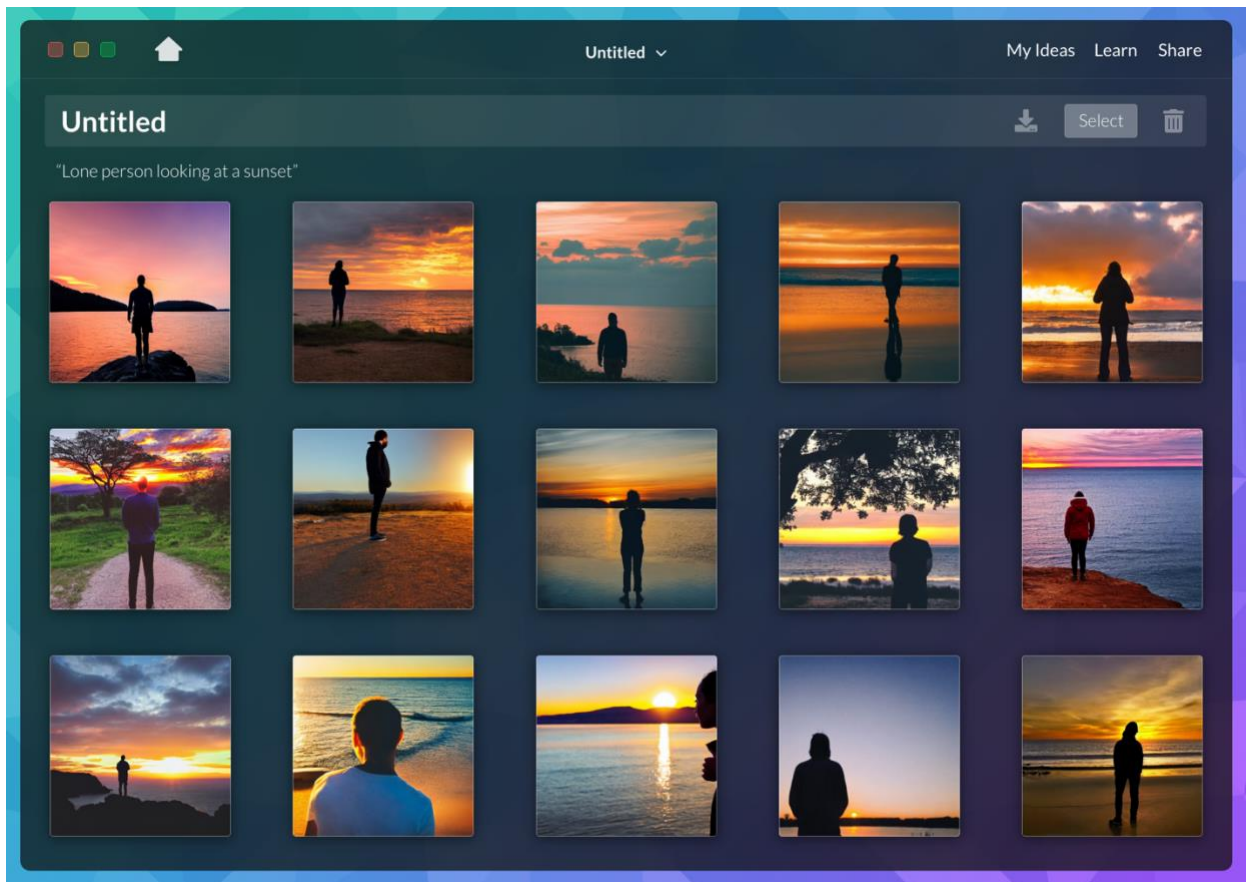 Untitled
My Ideas Learn Share
Untitled
Select
“Lone person looking at a sunset”